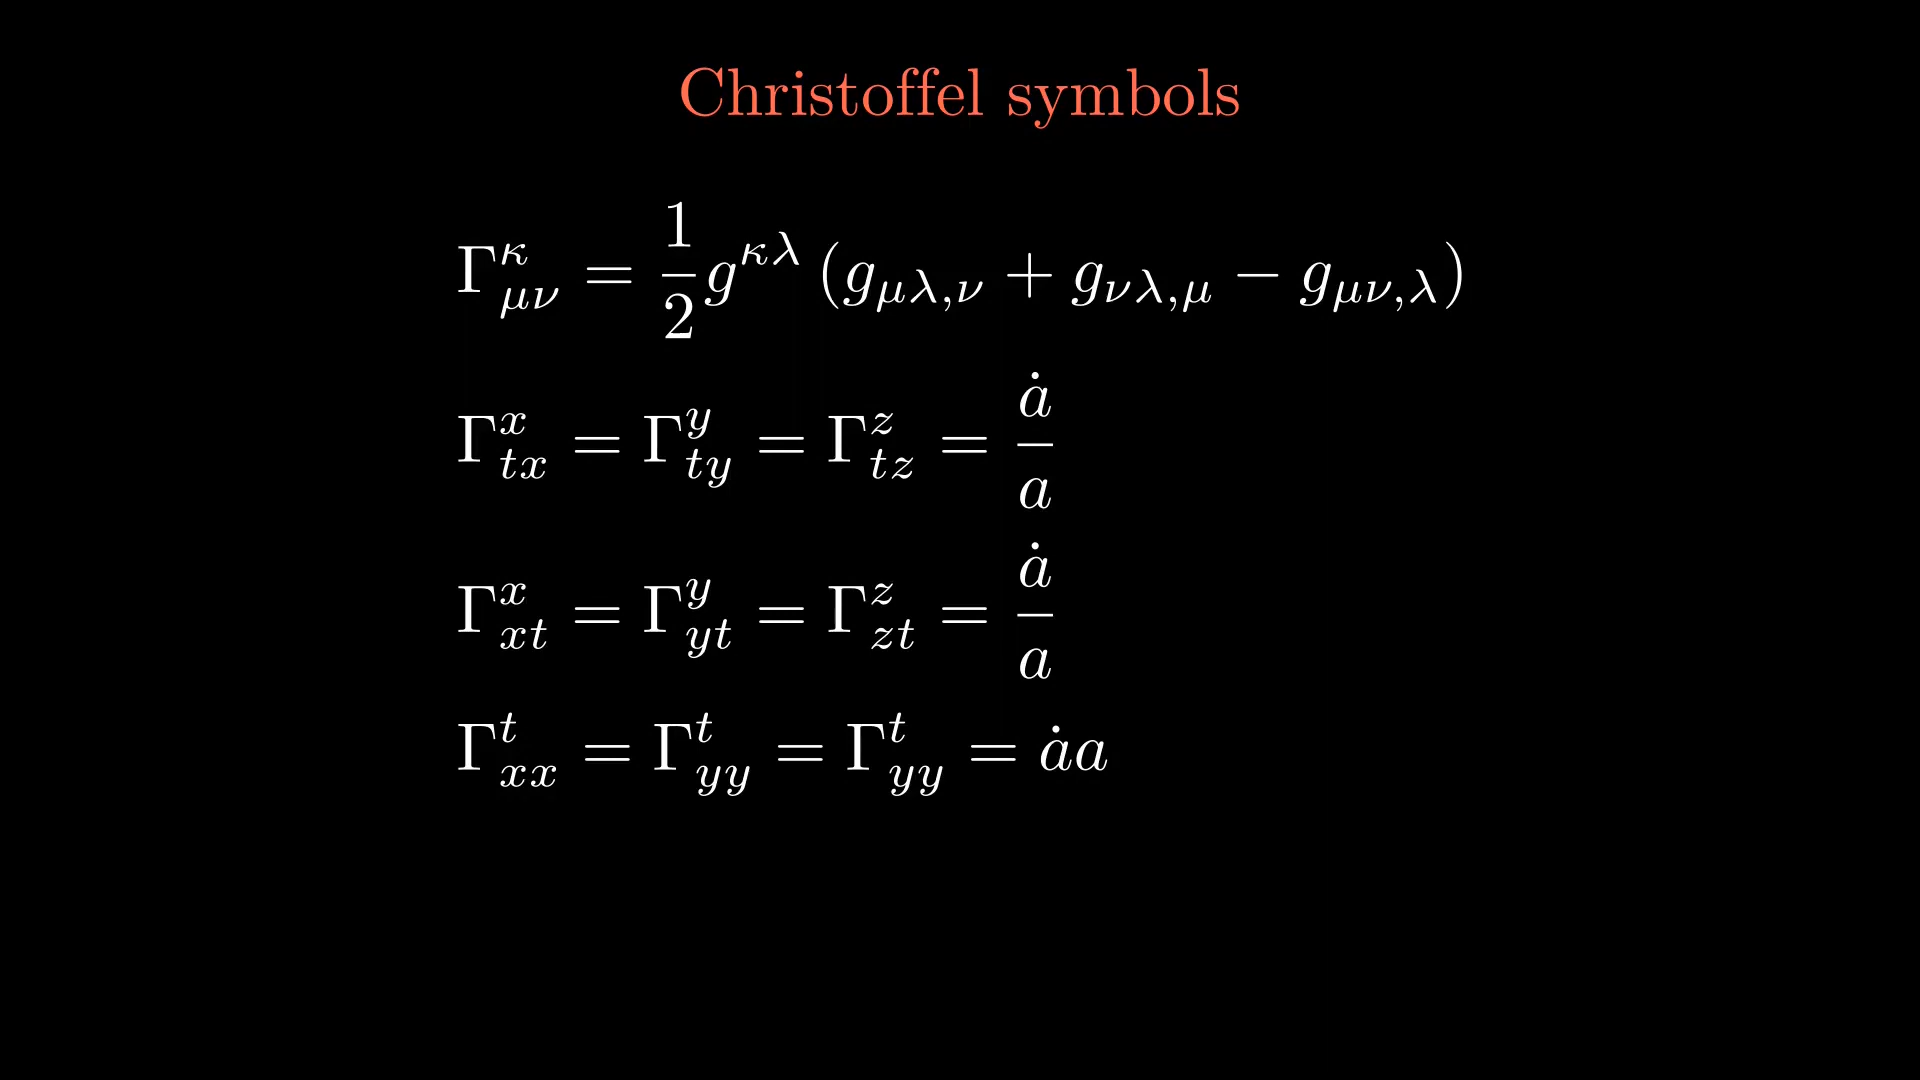 Christoffel symbols
Γ^κ_{μν} = \frac{1}{2} g^{κλ} (g_{μλ,ν} + g_{νλ,μ} − g_{μν,λ})
Γ^x_{tx} = Γ^y_{ty} = Γ^z_{tz} = \frac{\dot{a}}{a}
Γ^x_{xt} = Γ^y_{yt} = Γ^z_{zt} = \frac{\dot{a}}{a}
Γ^t_{xx} = Γ^t_{yy} = Γ^t_{yy} = \dot{a}a